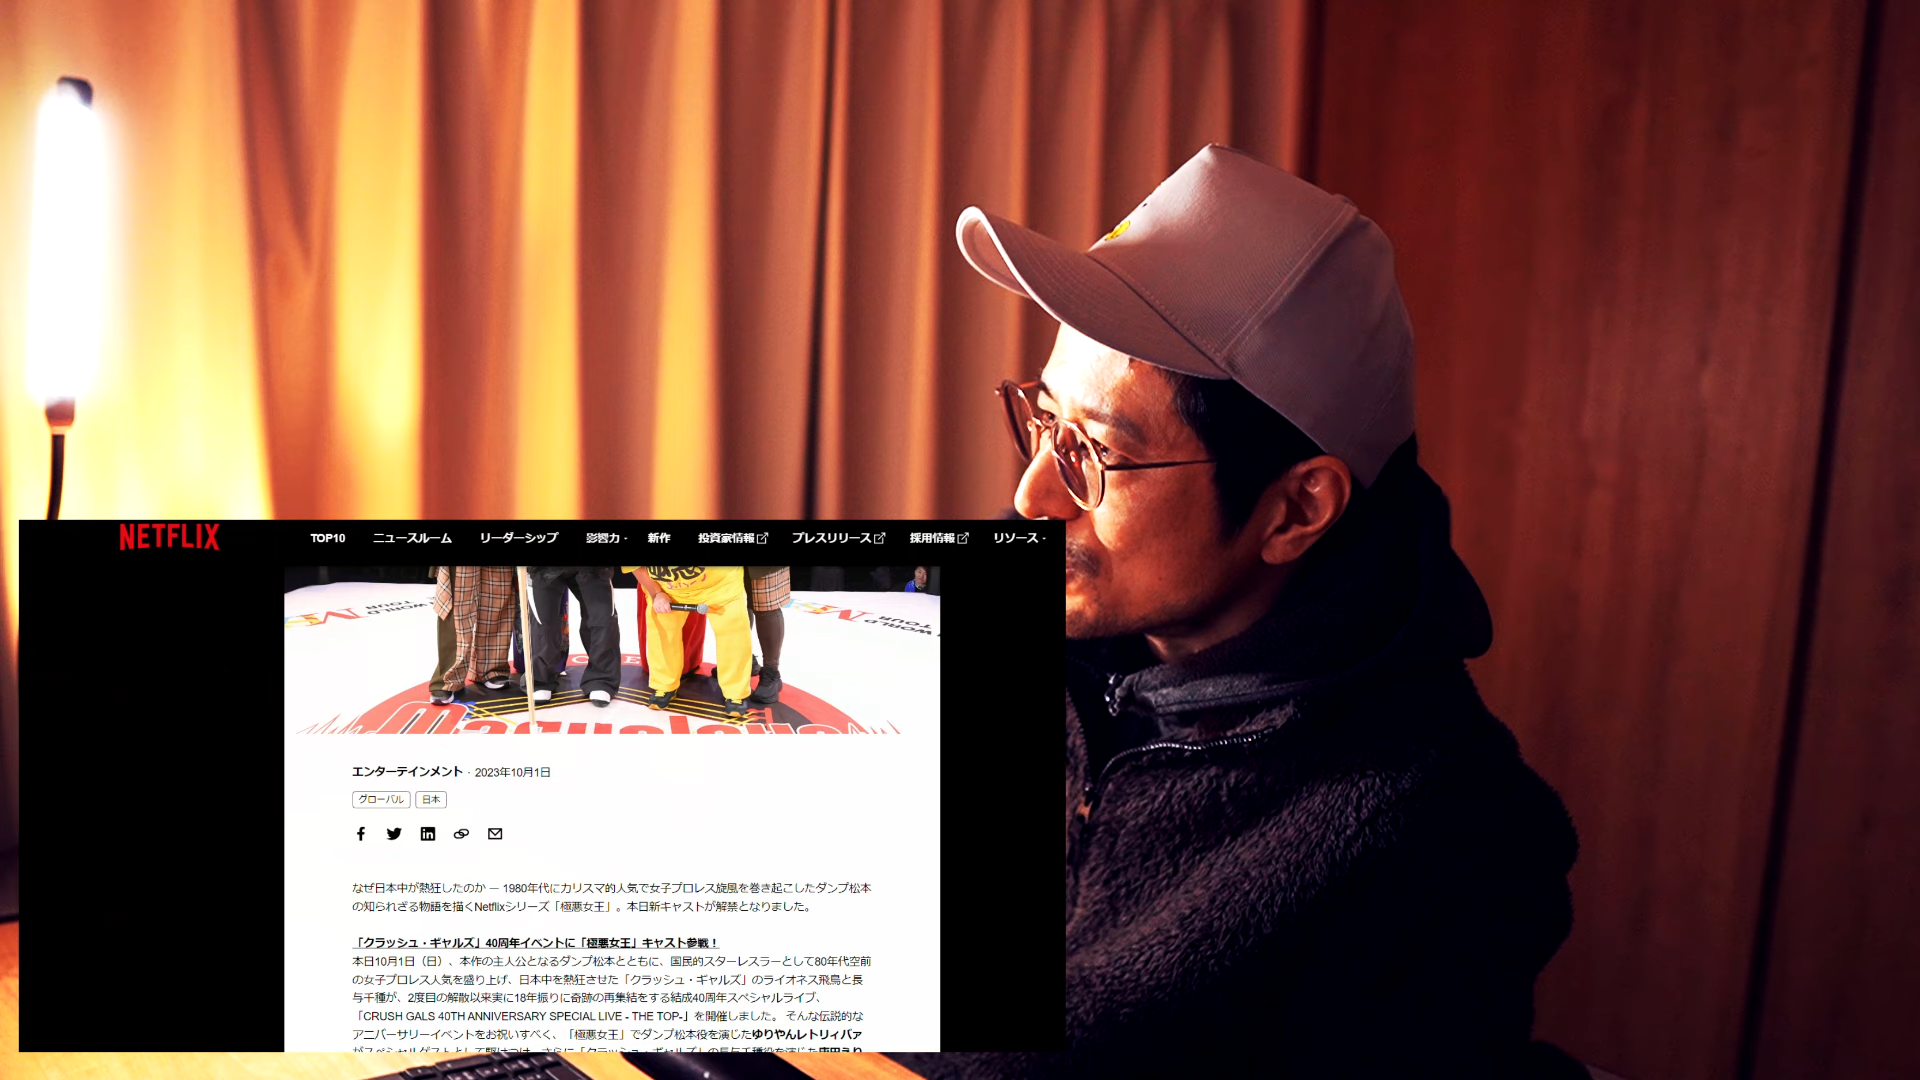 NETFLIX
TOP10 ニュースルーム リーダーシップ 影響力 新作 投資家情報 プレスリリース 採用情報 リソース
WORLD TOUR
WORLD TOUR
エンターテインメント · 2023年10月1日
グローバル 日本
なぜ日本中が熱狂したのか ― 1980年代にカリスマ的人気で女子プロレス旋風を巻き起こしたダンプ松本
の知られざる物語を描くNetflixシリーズ「極悪女王」。本日新キャストが解禁となりました。
「クラッシュ・ギャルズ」40周年イベントに「極悪女王」キャスト参戦！
本日10月1日（日）、本作の主人公となるダンプ松本とともに、国民的スターレスラーとして80年代空前
の女子プロレス人気を盛り上げ、日本中を熱狂させた「クラッシュ・ギャルズ」のライオネス飛鳥と長
与千種が、2度目の解散以来実に18年振りに奇跡の再集結をする結成40周年スペシャルライブ、
「CRUSH GALS 40TH ANNIVERSARY SPECIAL LIVE - THE TOP-」を開催しました。 そんな伝説的な
アニバーサリーイベントをお祝いすべく、「極悪女王」でダンプ松本役を演じたゆりやんレトリィバァ